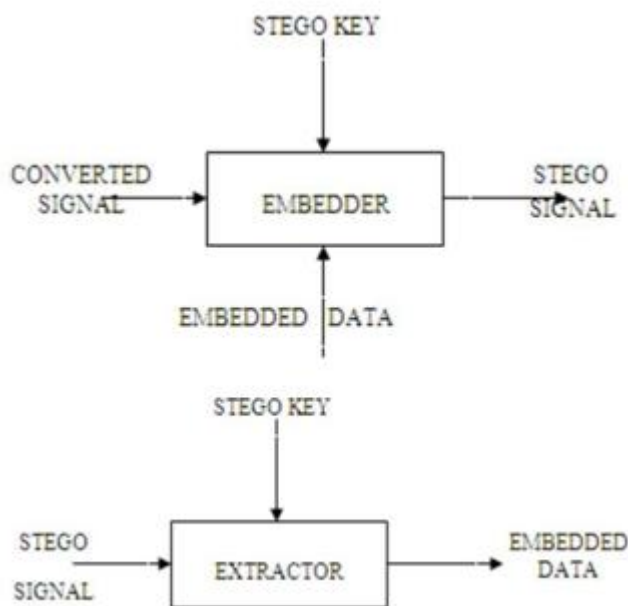 STEGO KEY
CONVERTED
SIGNAL
EMBEDDER
STEGO
SIGNAL
EMBEDDED DATA
STEGO KEY
STEGO
SIGNAL
EXTRACTOR
EMBEDDED
DATA